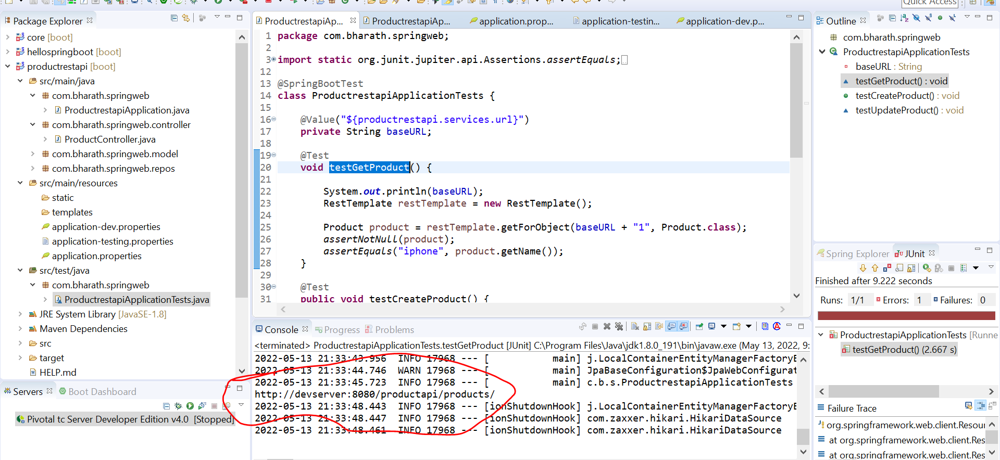 Quick Access
Package Explorer
core [boot]
hellospringboot [boot]
productrestapi [boot]
src/main/java
com.bharath.springweb
ProductrestapiApplication.java
com.bharath.springweb.controller
ProductController.java
com.bharath.springweb.model
com.bharath.springweb.repos
src/main/resources
static
templates
application-dev.properties
application-testing.properties
application.properties
src/test/java
com.bharath.springweb
ProductrestapiApplicationTests.java
JRE System Library [JavaSE-1.8]
Maven Dependencies
src
target
HELP.md
Servers Boot Dashboard
Pivotal tc Server Developer Edition v4.0 [Stopped]
ProductrestapiAp... ProductrestapiAp... application.prop... application-testin... application-dev.p...
1 package com.bharath.springweb;
2
3 import static org.junit.jupiter.api.Assertions.assertEquals;
12
13 @SpringBootTest
14 class ProductrestapiApplicationTests {
15
16 @Value("${productrestapi.services.url}")
17 private String baseURL;
18
19 @Test
20 void testGetProduct() {
21
22 System.out.println(baseURL);
23 RestTemplate restTemplate = new RestTemplate();
24
25 Product product = restTemplate.getForObject(baseURL + "1", Product.class);
26 assertNotNull(product);
27 assertEquals("iphone", product.getName());
28 }
29
30 @Test
31 public void testCreateProduct() {
Console Progress Problems
<terminated> ProductrestapiApplicationTests.testGetProduct [JUnit] C:\Program Files\Java\jdk1.8.0_191\bin\javaw.exe (May 13, 2022, 9:
2022-05-13 21:33:43.956 INFO 17968 --- [ main] j.LocalContainerEntityManagerFactoryB
2022-05-13 21:33:44.746 WARN 17968 --- [ main] JpaBaseConfiguration$JpaWebConfigurat
2022-05-13 21:33:45.723 INFO 17968 --- [ main] c.b.s.ProductrestapiApplicationTests
http://devserver:8080/productapi/products/
2022-05-13 21:33:48.443 INFO 17968 --- [ionShutdownHook] j.LocalContainerEntityManagerFactoryB
2022-05-13 21:33:48.447 INFO 17968 --- [ionShutdownHook] com.zaxxer.hikari.HikariDataSource
2022-05-13 21:33:48.461 INFO 17968 --- [ionShutdownHook] com.zaxxer.hikari.HikariDataSource
Outline
com.bharath.springweb
ProductrestapiApplicationTests
baseURL : String
testGetProduct() : void
testCreateProduct() : void
testUpdateProduct() : void
Spring Explorer JUnit
Finished after 9.222 seconds
Runs: 1/1 Errors: 1 Failures: 0
ProductrestapiApplicationTests [Runne
testGetProduct() (2.667 s)
Failure Trace
org.springframework.web.client.Resour
at org.springframework.web.client.Res
at org.springframework.web.client.Res